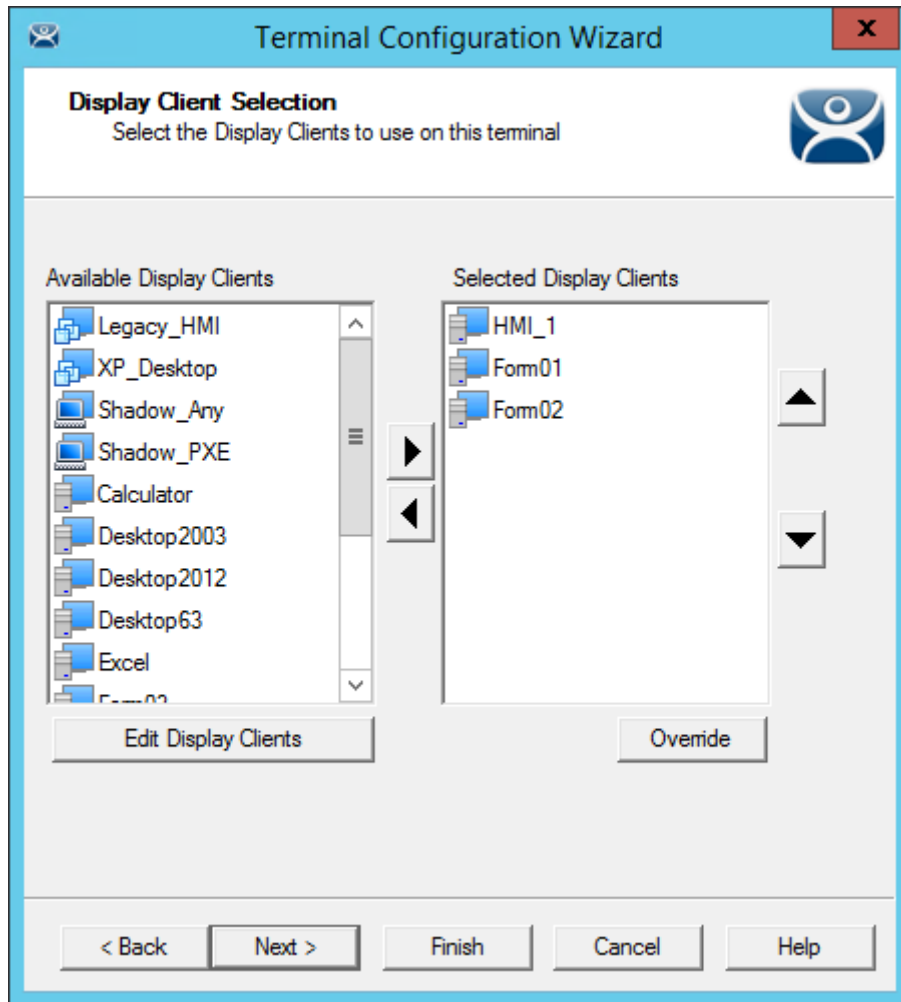 Terminal Configuration Wizard
x
Display Client Selection
Select the Display Clients to use on this terminal
Available Display Clients
Legacy_HMI
XP_Desktop
Shadow_Any
Shadow_PXE
Calculator
Desktop2003
Desktop2012
Desktop63
Excel
Selected Display Clients
HMI_1
Form01
Form02
Edit Display Clients
Override
< Back
Next >
Finish
Cancel
Help